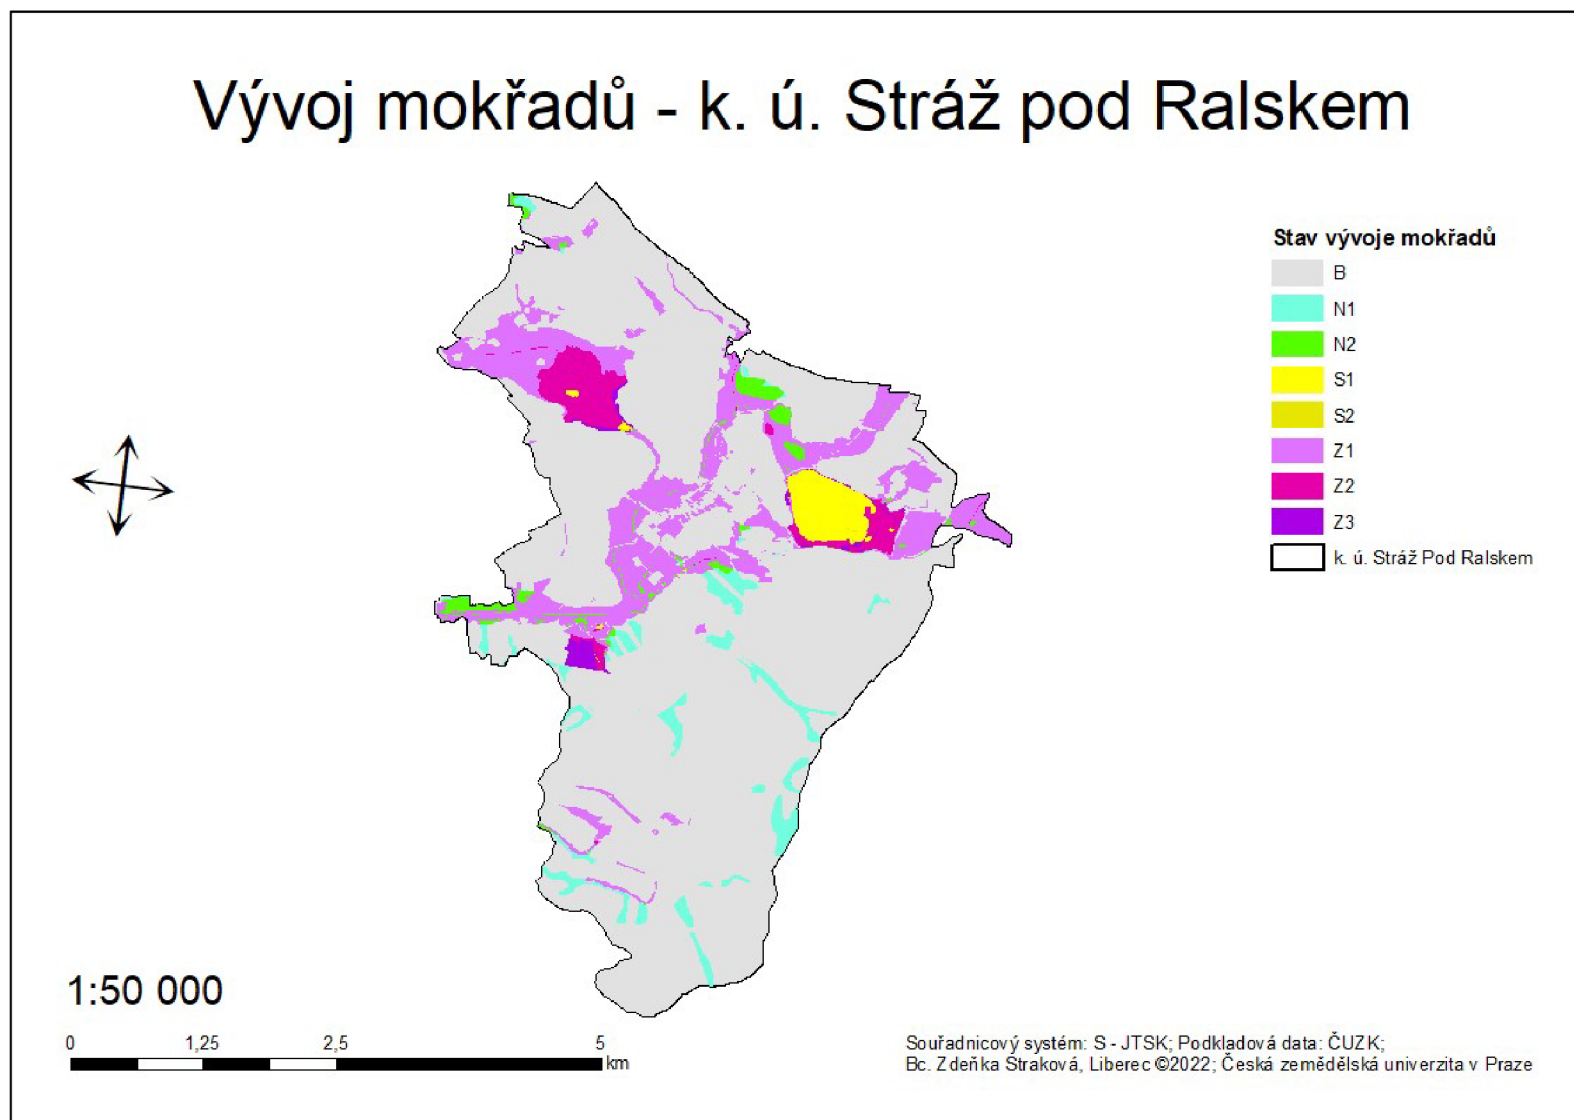 Vývoj mokřadů - k. ú. Stráž pod Ralskem
Stav vývoje mokřadů
B
N1
N2
S1
S2
Z1
Z2
Z3
k. ú. Stráž Pod Ralskem
1:50 000
0 1,25 2,5 5
km
Souřadnicový systém: S - JTSK; Podkladová data: ČUZK;
Bc. Zdeňka Straková, Liberec ©2022; Česká zemědělská univerzita v Praze